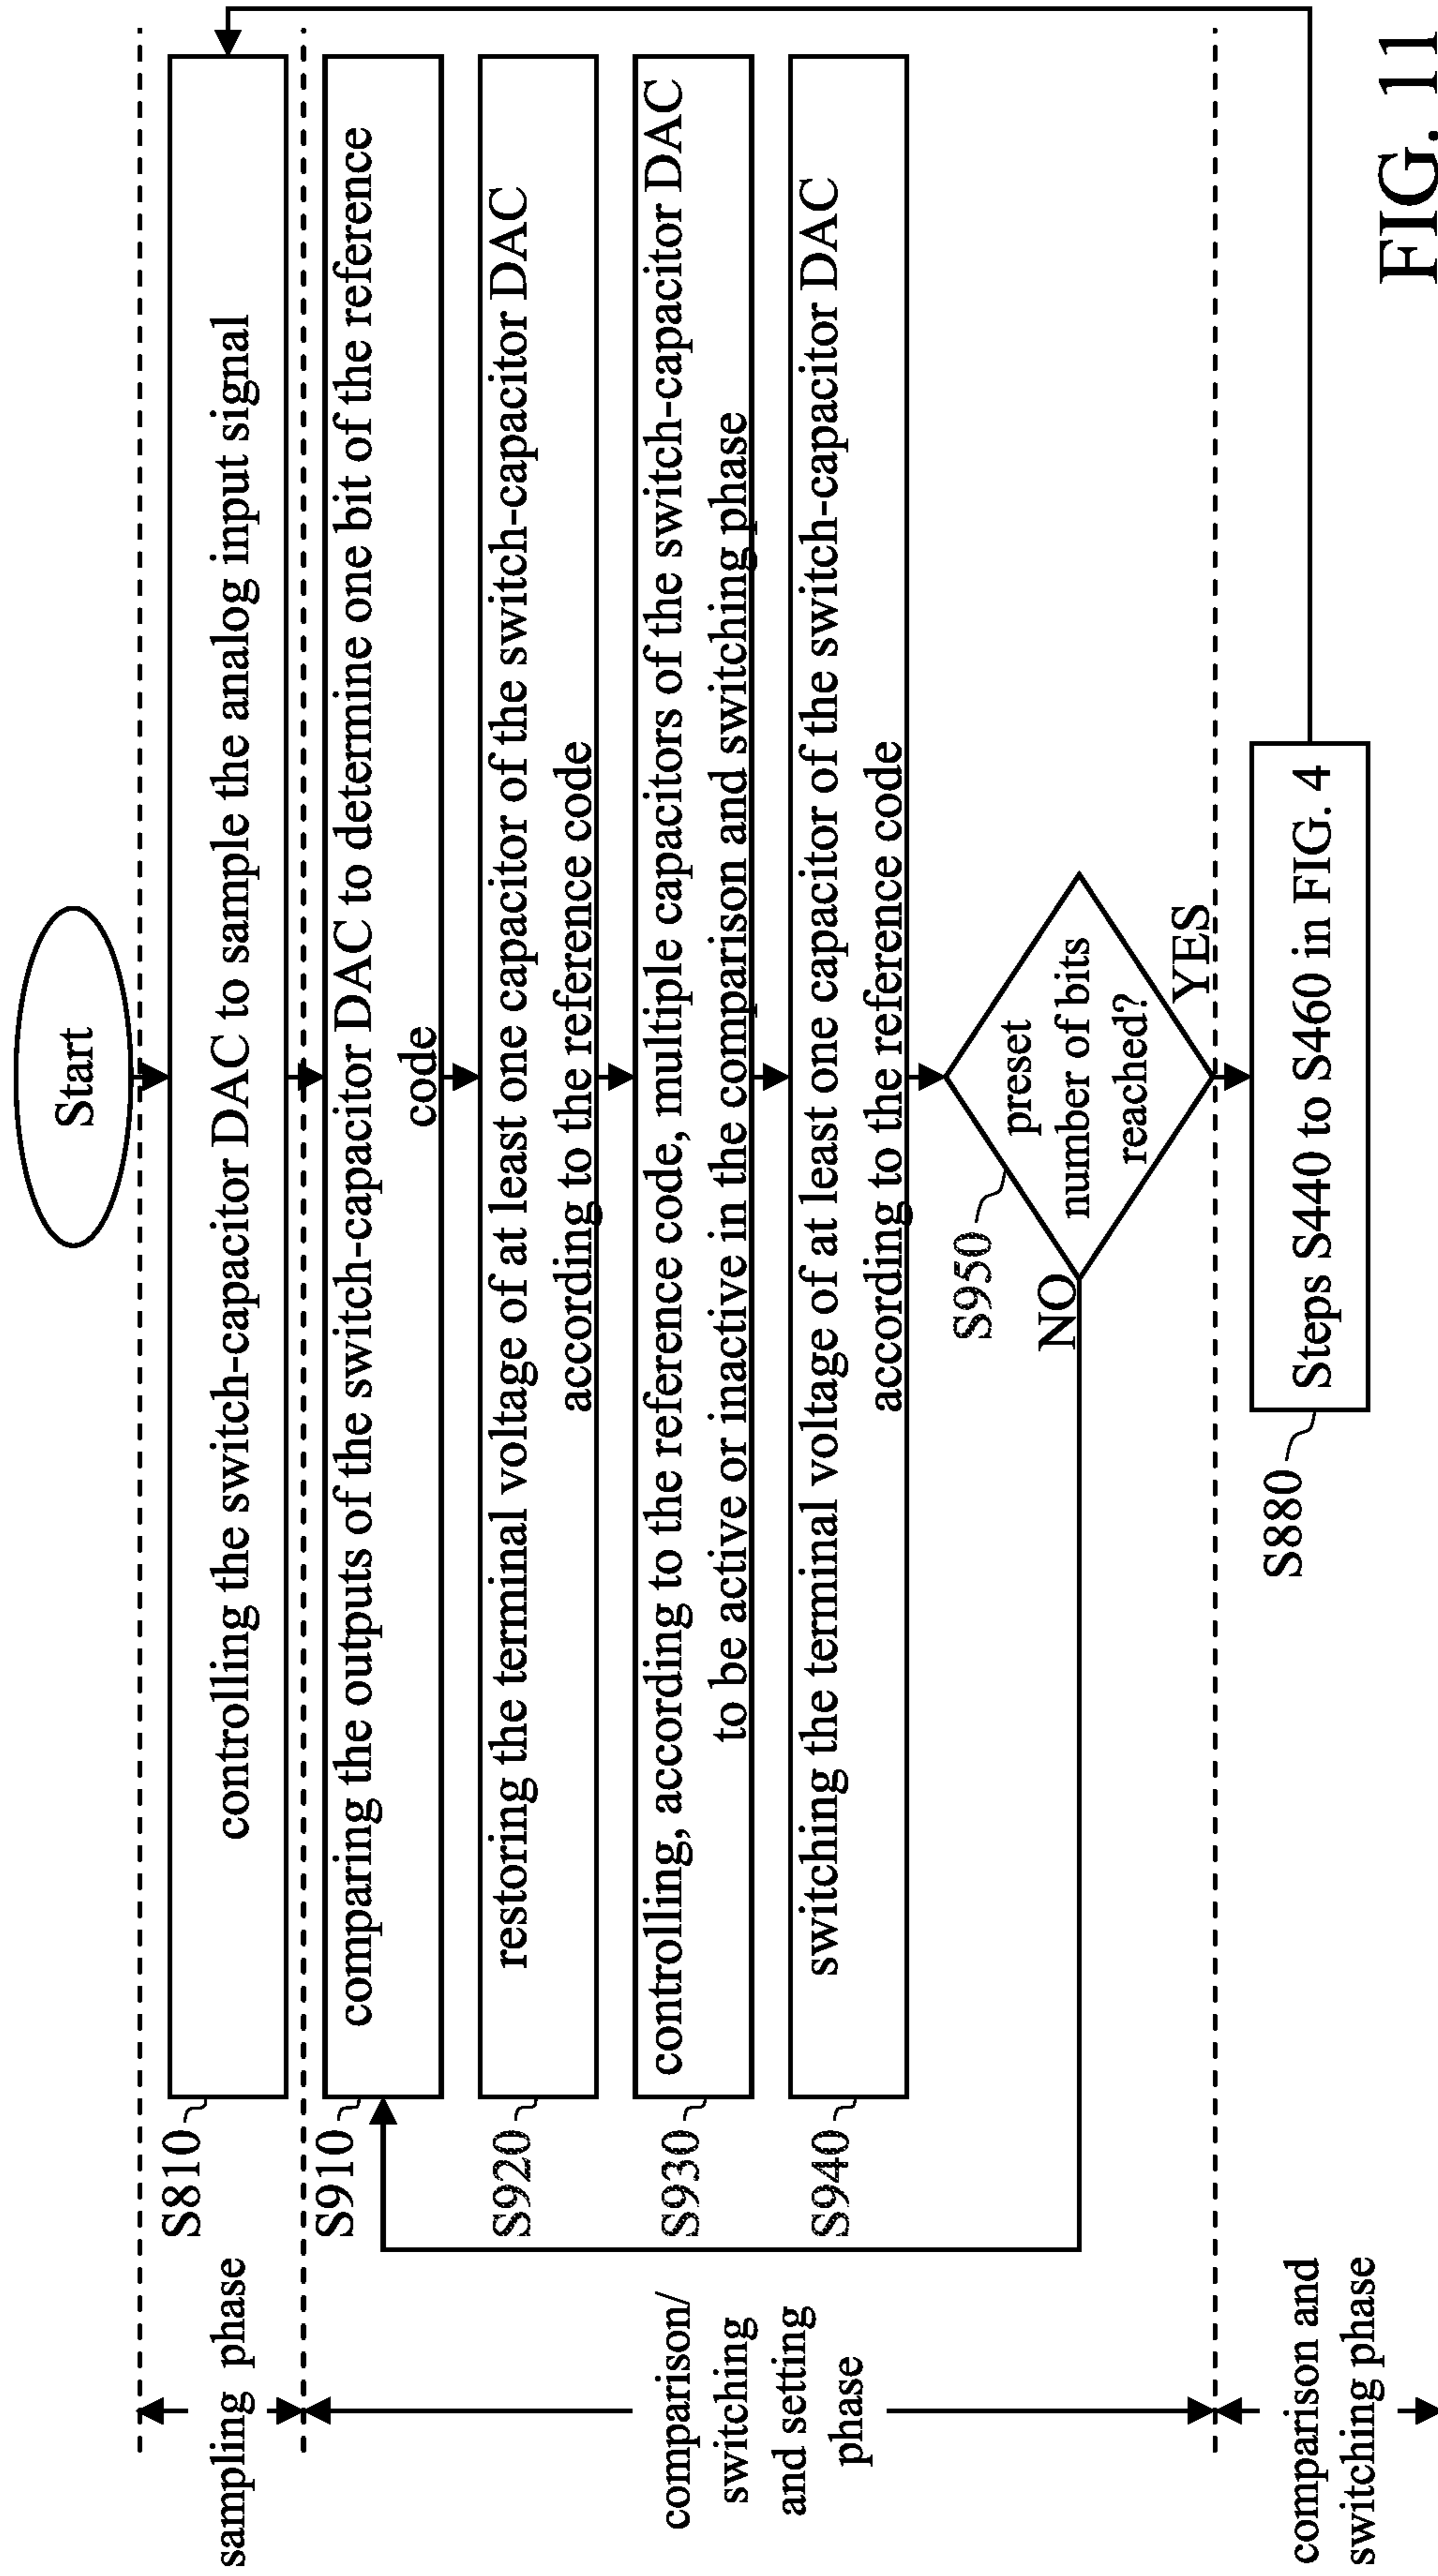 Start
sampling phase
S810
controlling the switch-capacitor DAC to sample the analog input signal
comparison/
switching
and setting
phase
S910
comparing the outputs of the switch-capacitor DAC to determine one bit of the reference
code
S920
restoring the terminal voltage of at least one capacitor of the switch-capacitor DAC
according to the reference code
S930
controlling, according to the reference code, multiple capacitors of the switch-capacitor DAC
to be active or inactive in the comparison and switching phase
S940
switching the terminal voltage of at least one capacitor of the switch-capacitor DAC
according to the reference code
S950
preset
number of bits
reached?
NO
YES
comparison and
switching phase
S880
Steps S440 to S460 in FIG. 4
FIG. 11